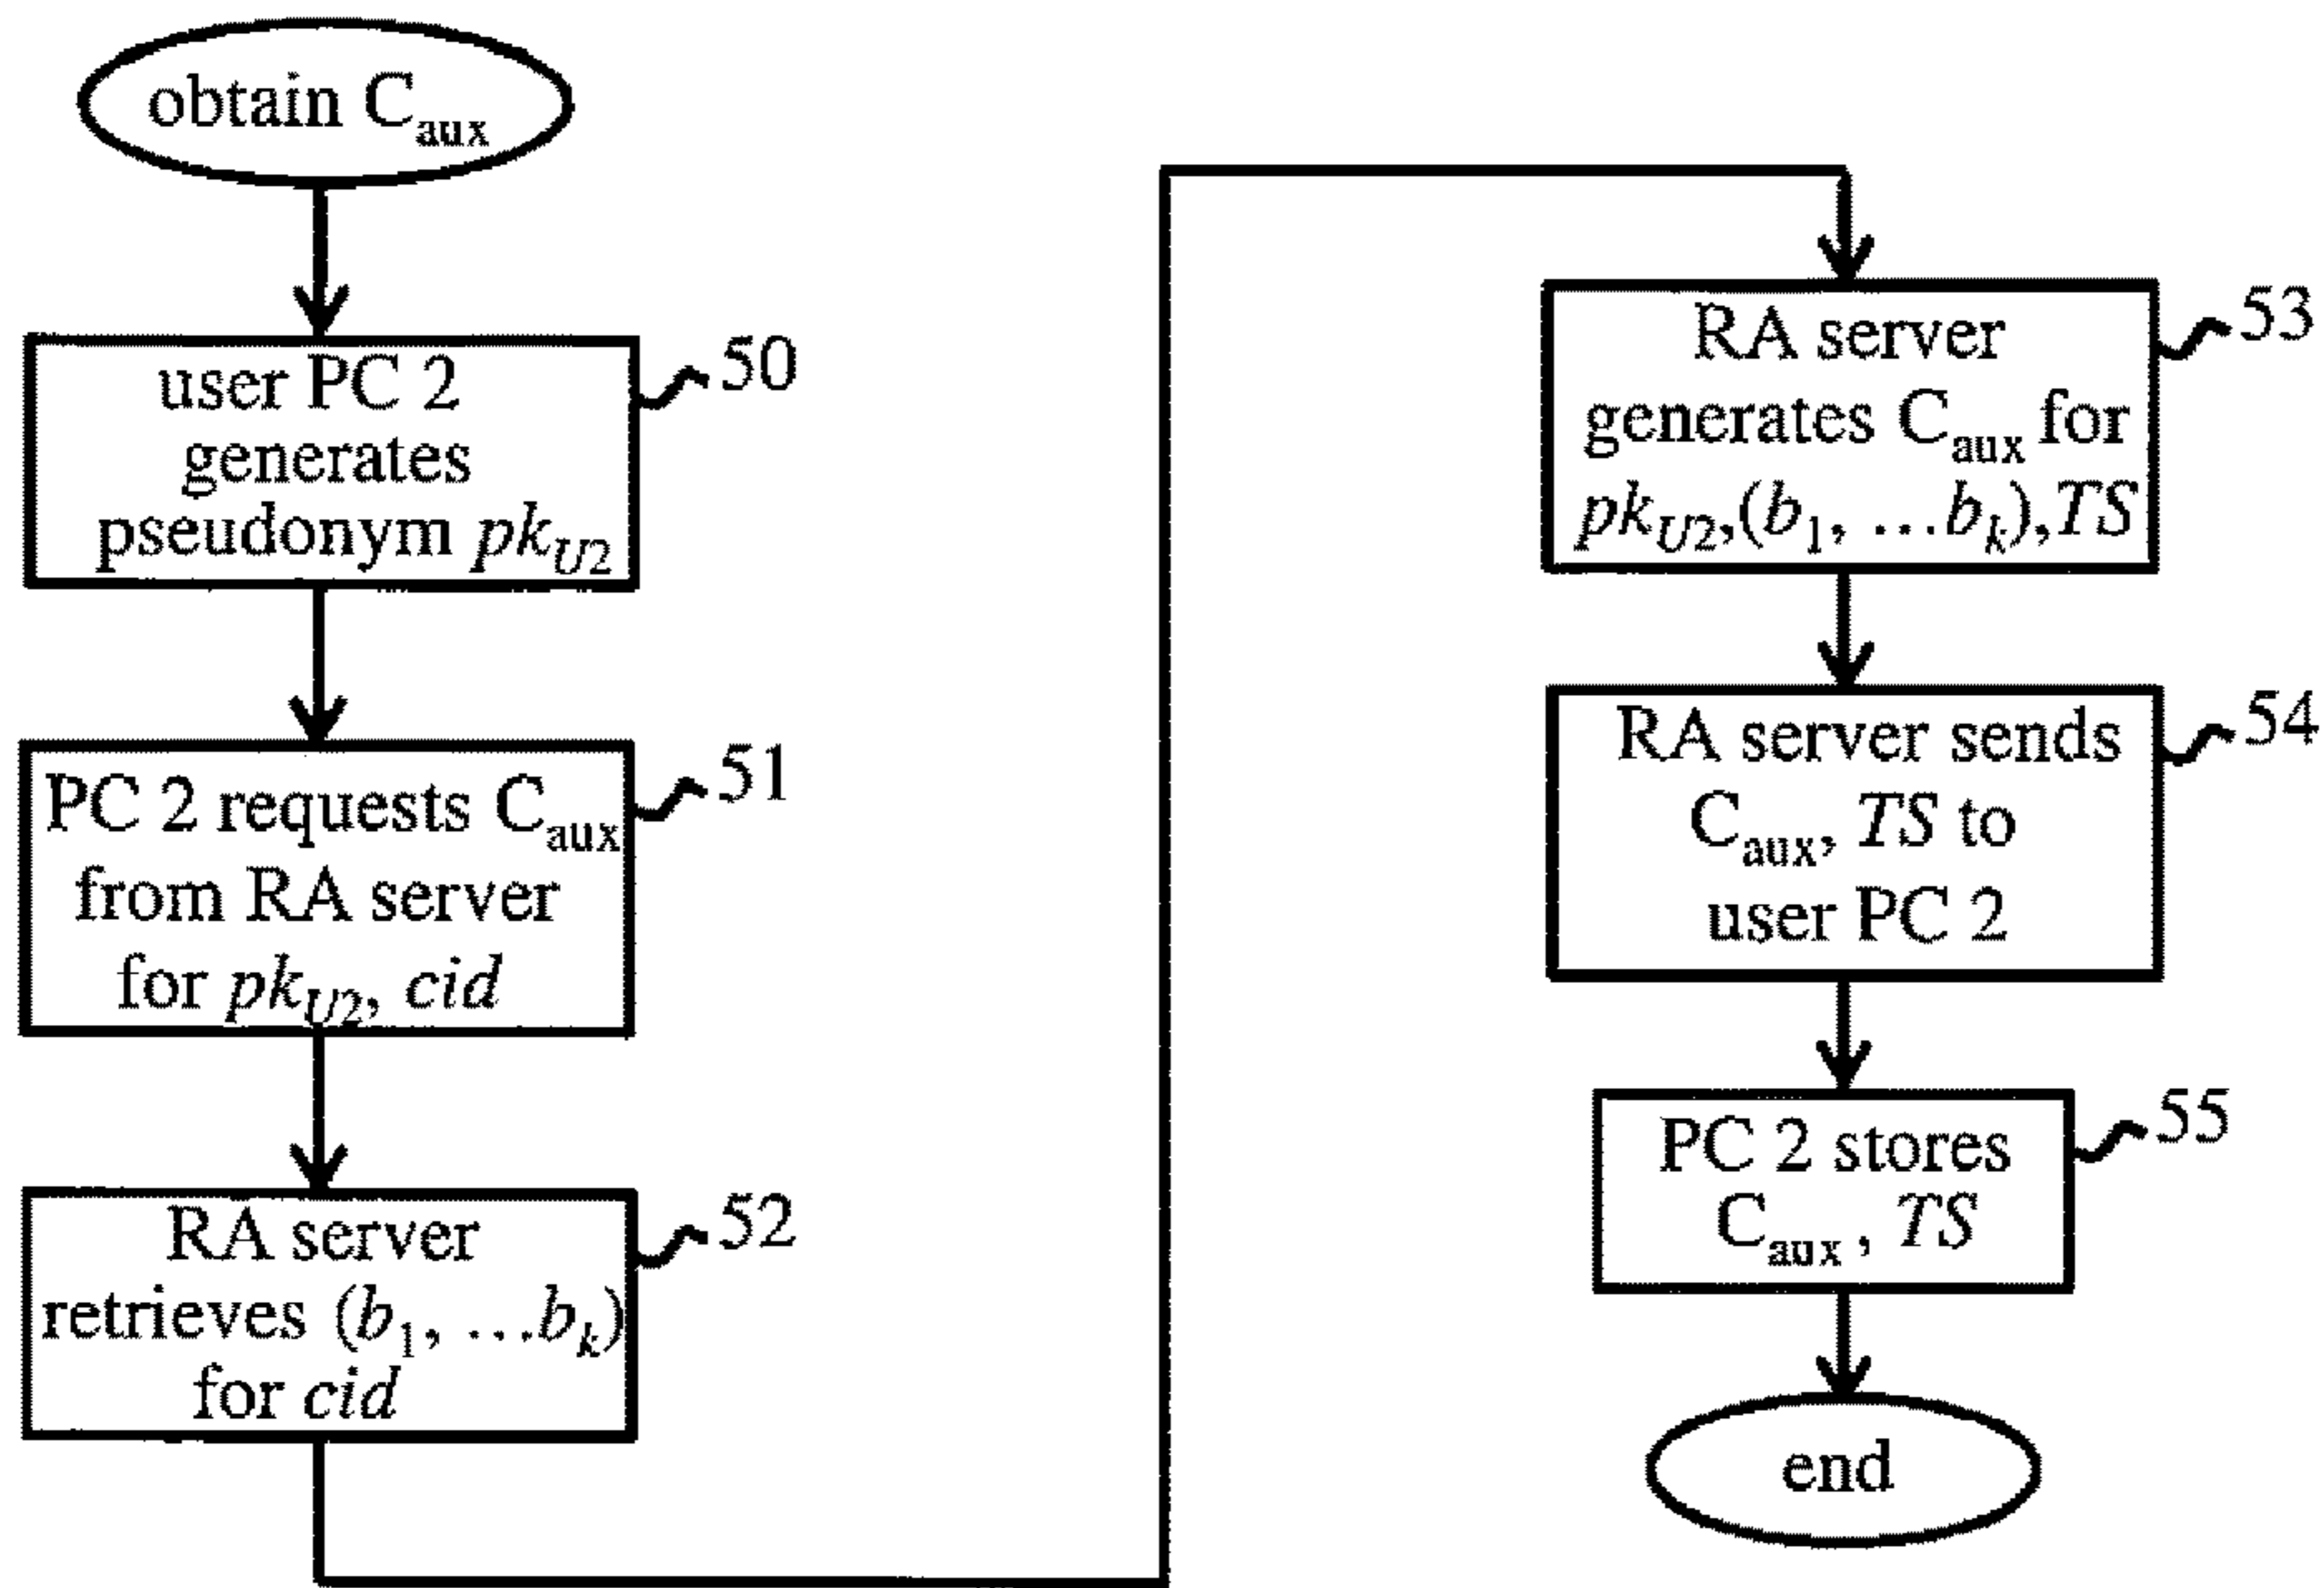 obtain C_aux
user PC 2
generates
pseudonym pk_U2
50
PC 2 requests C_aux
from RA server
for pk_U2, cid
51
RA server
retrieves (b_1, ...b_k)
for cid
52
RA server
generates C_aux for
pk_U2,(b_1, ...b_k),TS
53
RA server sends
C_aux, TS to
user PC 2
54
PC 2 stores
C_aux , TS
55
end